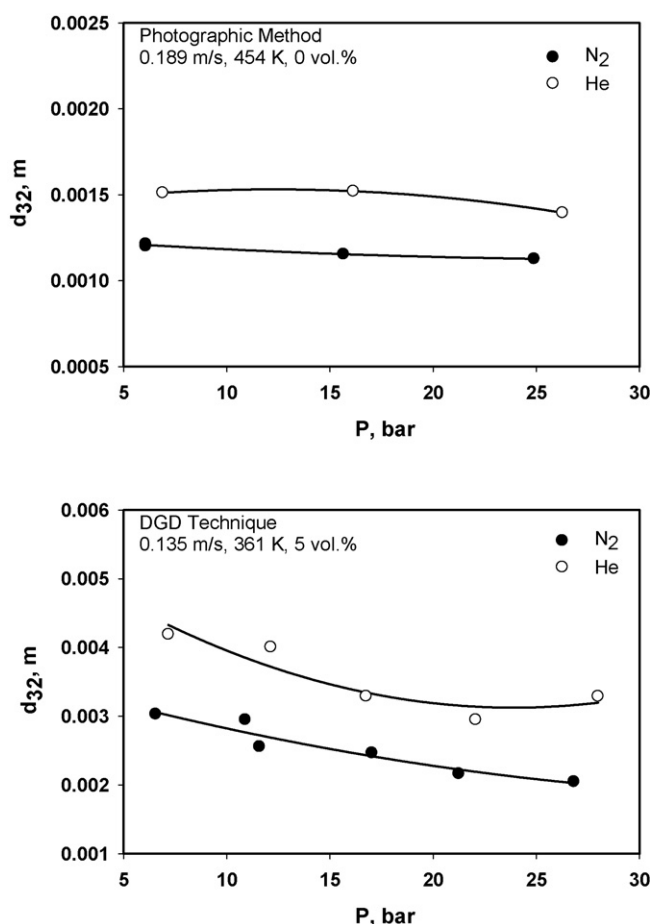 0.0025
0.0020
0.0015
0.0010
0.0005
d32, m
Photographic Method
0.189 m/s, 454 K, 0 vol.%
N2
He
5 10 15 20 25 30
P, bar
0.006
0.005
0.004
0.003
0.002
0.001
d32, m
DGD Technique
0.135 m/s, 361 K, 5 vol.%
N2
He
5 10 15 20 25 30
P, bar